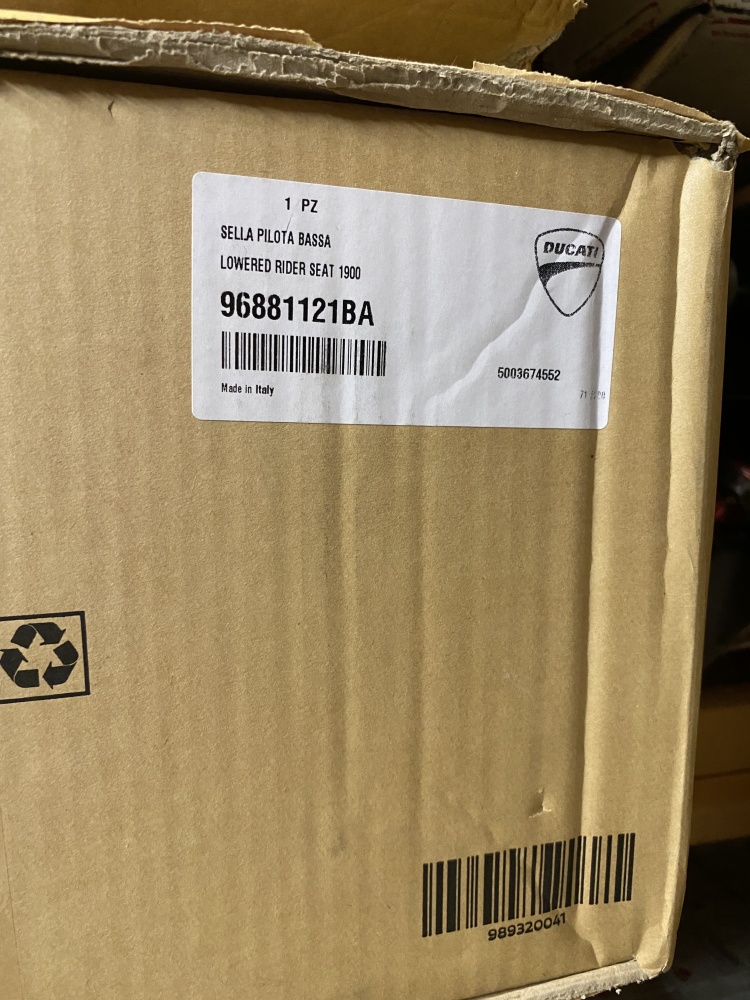 1 PZ
SELLA PILOTA BASSA
LOWERED RIDER SEAT 1900
96881121BA
Made in Italy
DUCATI
5003674552
989320041